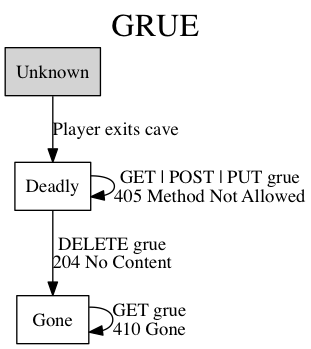 GRUE
Unknown
Player exits cave
Deadly
GET | POST | PUT grue
405 Method Not Allowed
DELETE grue
204 No Content
Gone
GET grue
410 Gone